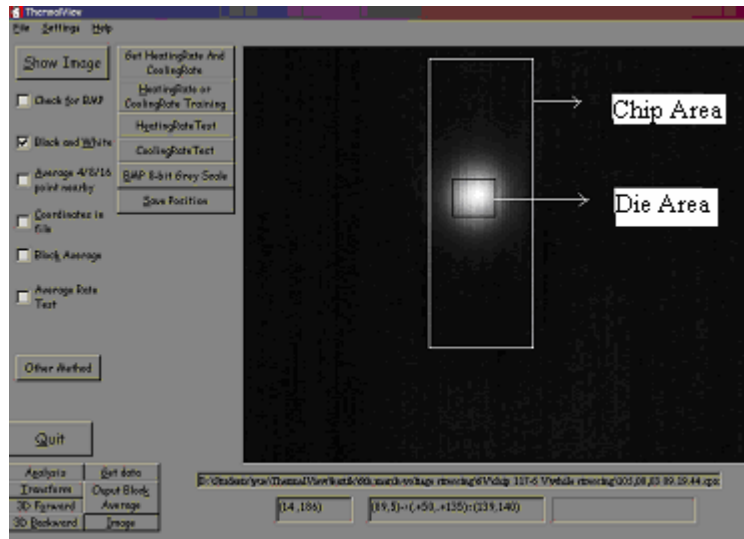 ThermalView
File Settings Help
Show Image
Get HeatingRate And
CoolingRate
Check for BMP
HeatingRate or
CoolingRate Training
Chip Area
HeatingRateTest
Black and White
CoolingRateTest
Average 4/8/16
point nearby
BMP 8-bit Grey Scale
Save Position
Die Area
Coordinates in
file
Block Average
Average Rate
Test
Other Method
Quit
Analysis
Get data
Transform
Ouput Block
Average
3D Forward
3D Backward
Image
(14,186)
(89,5)->(+50,+135)=(139,140)